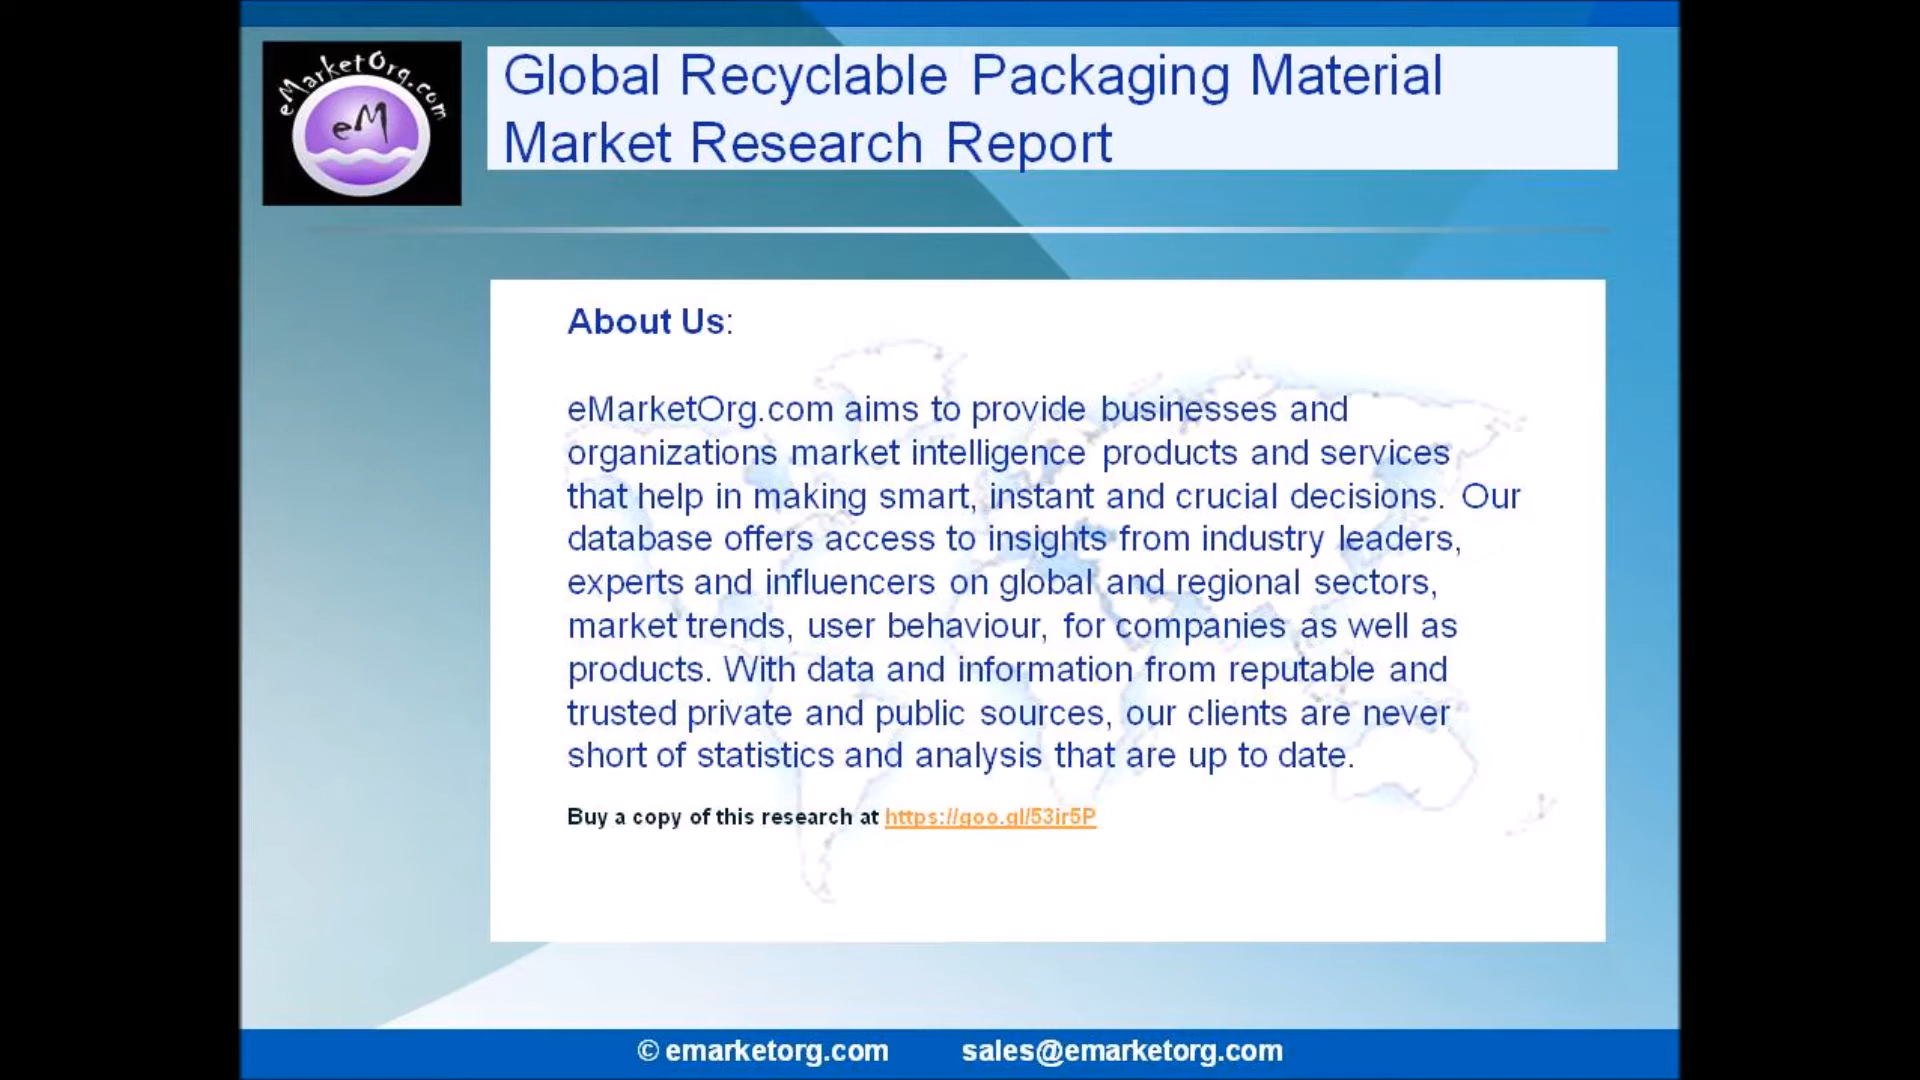 eMarketOrg.com
eM
Global Recyclable Packaging Material
Market Research Report
About Us:
eMarketOrg.com aims to provide businesses and
organizations market intelligence products and services
that help in making smart, instant and crucial decisions. Our
database offers access to insights from industry leaders,
experts and influencers on global and regional sectors,
market trends, user behaviour, for companies as well as
products. With data and information from reputable and
trusted private and public sources, our clients are never
short of statistics and analysis that are up to date.
Buy a copy of this research at https://goo.gl/53ir5P
© emarketorg.com sales@emarketorg.com